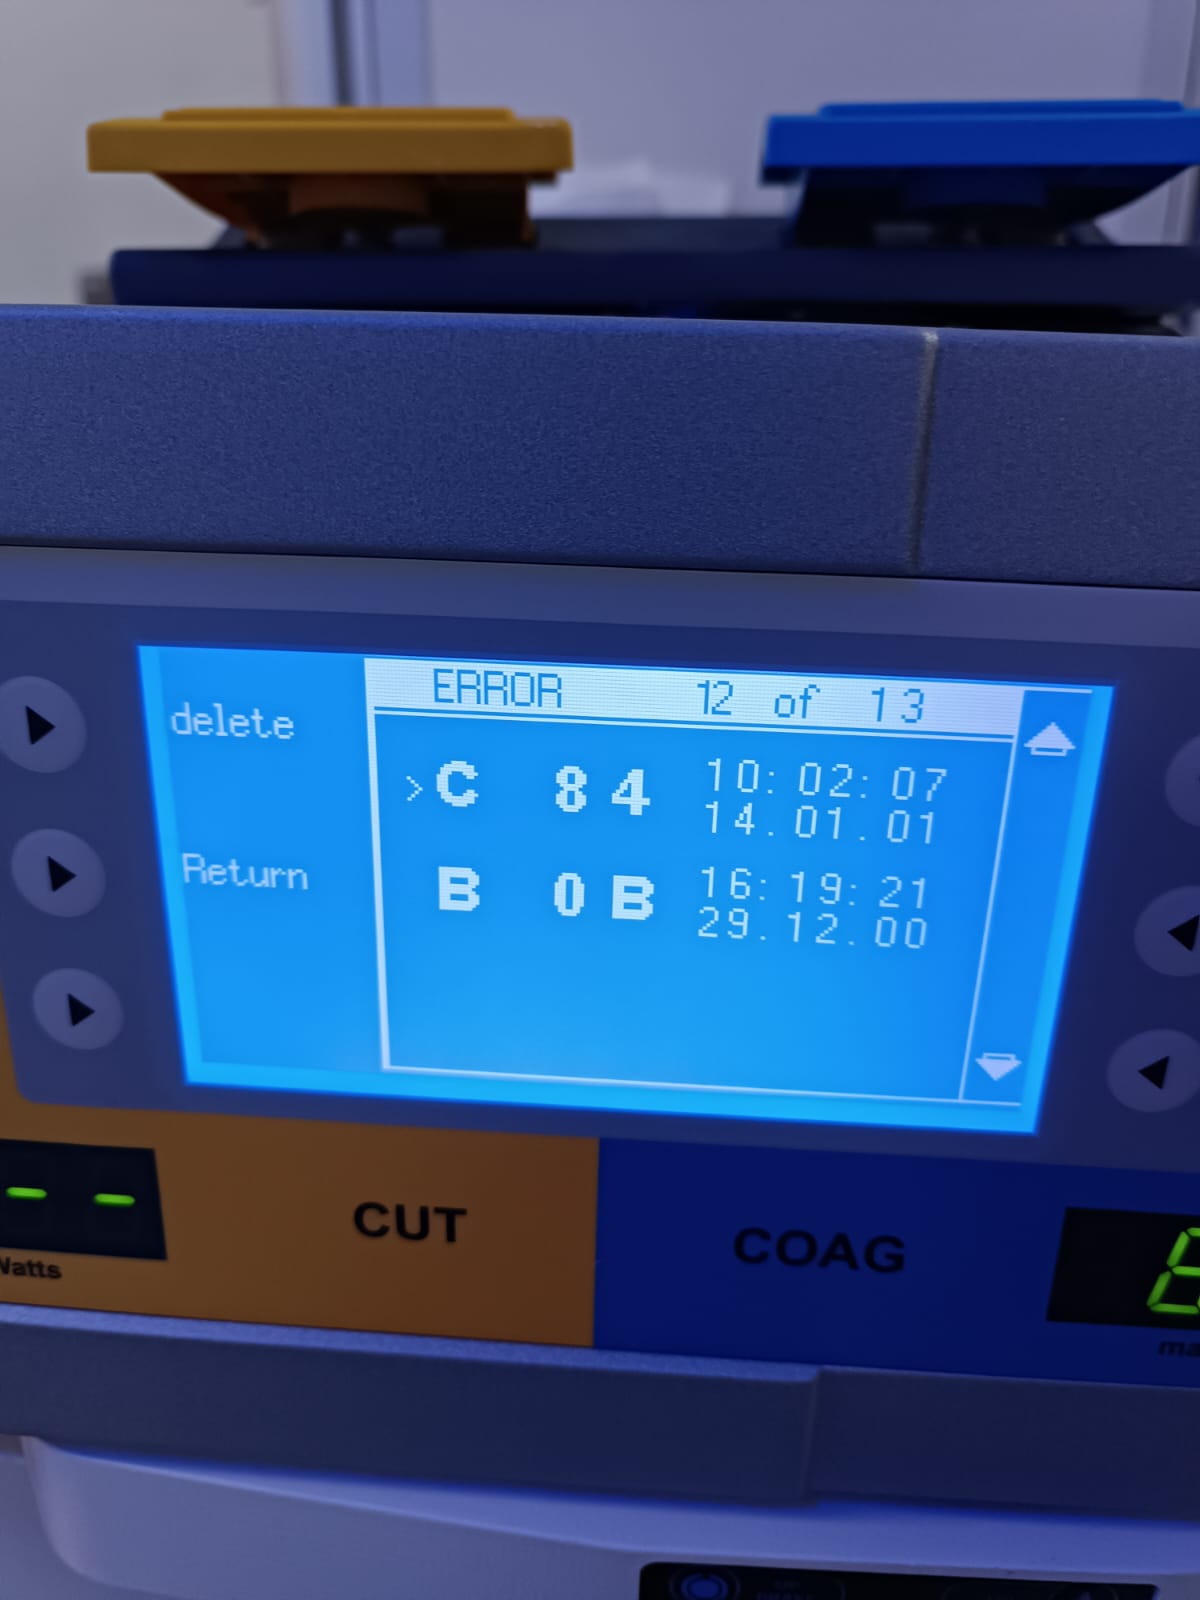 delete
Return
ERROR 12 of 13
>C 84 10:02:07
14.01.01
B 0B 16:19:21
29.12.00
CUT
COAG
Watts